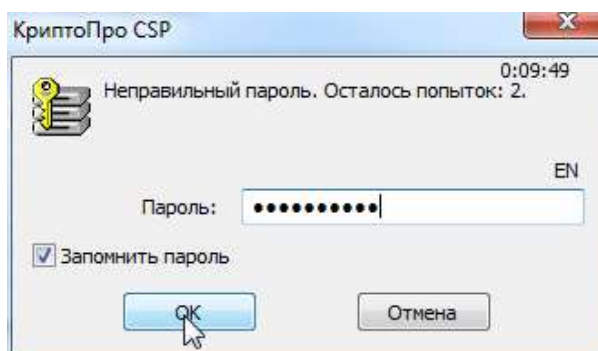 КриптоПро CSP
0:09:49
Неправильный пароль. Осталось попыток: 2.
EN
Пароль: ●●●●●●●●●●
Запомнить пароль
OK Отмена